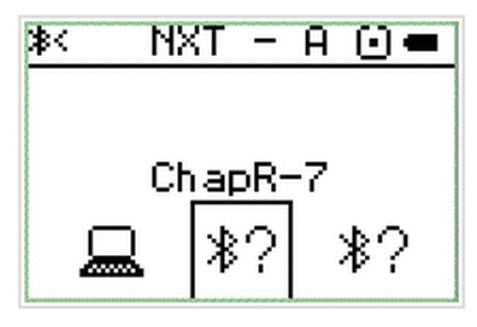 NXT - A
ChapR-7
? ?